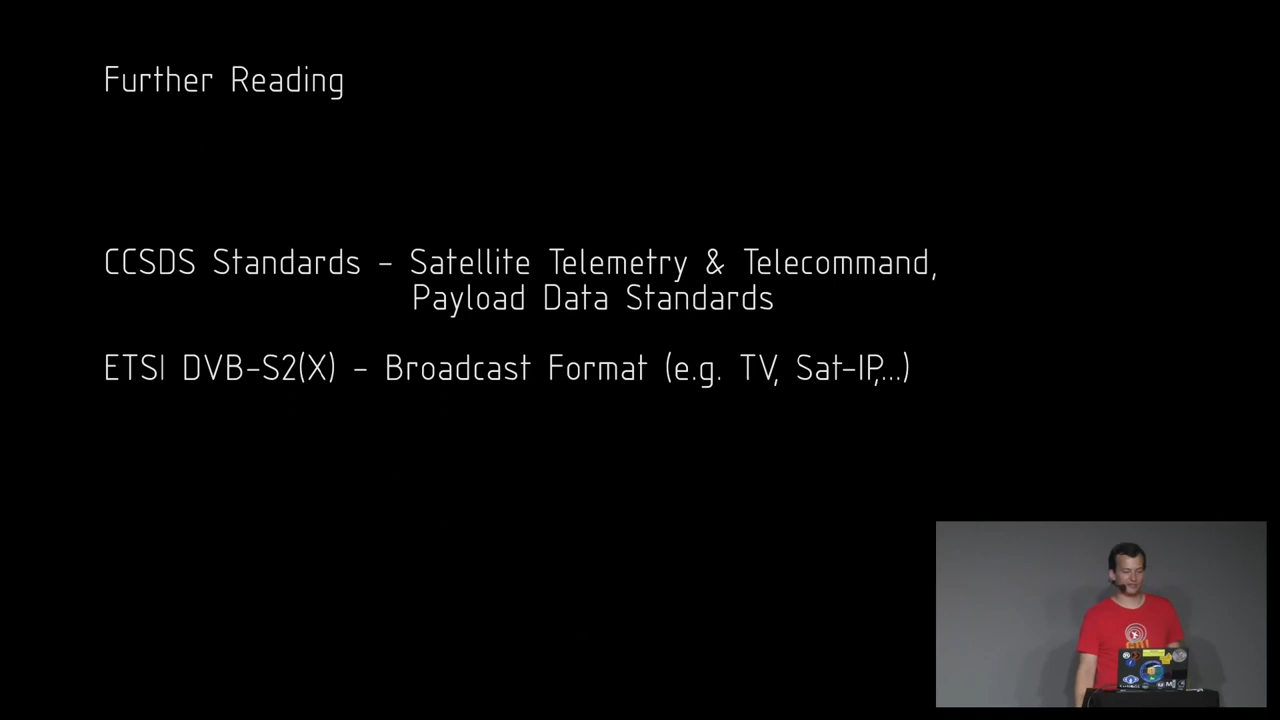 Further Reading
CCSDS Standards - Satellite Telemetry & Telecommand,
Payload Data Standards
ETSI DVB-S2(X) - Broadcast Format (e.g. TV, Sat-IP,...)